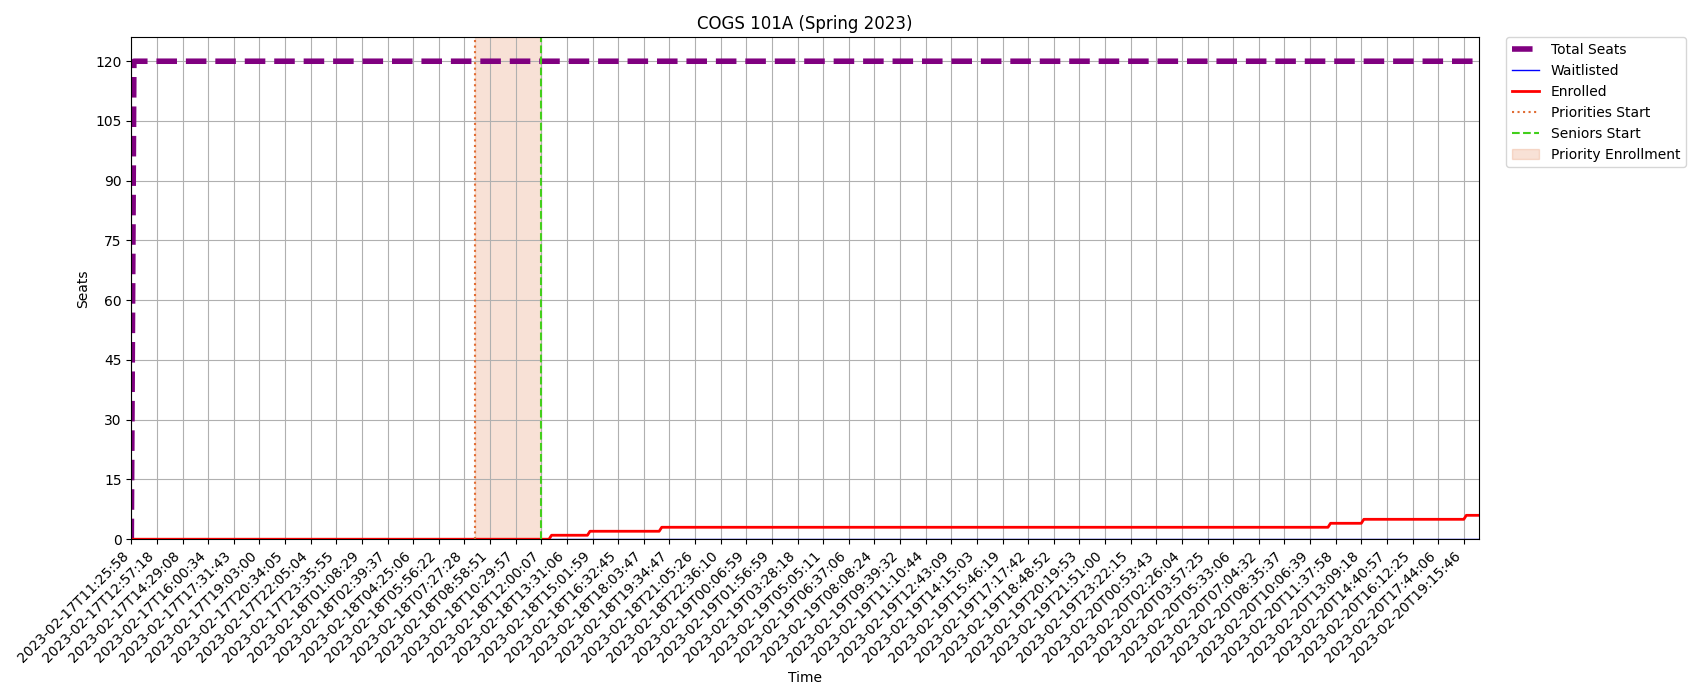 COGS 101A (Spring 2023)
Total Seats
Waitlisted
Enrolled
Priorities Start
Seniors Start
Priority Enrollment
Seats
120
105
90
75
60
45
30
15
0
2023-02-17T11:25:58
2023-02-17T12:57:18
2023-02-17T14:29:08
2023-02-17T16:00:34
2023-02-17T17:31:43
2023-02-17T19:03:00
2023-02-17T20:34:05
2023-02-17T22:05:04
2023-02-17T23:35:55
2023-02-18T01:08:29
2023-02-18T02:39:37
2023-02-18T04:25:06
2023-02-18T05:56:22
2023-02-18T07:27:28
2023-02-18T08:58:51
2023-02-18T10:29:57
2023-02-18T12:00:07
2023-02-18T13:31:06
2023-02-18T15:01:59
2023-02-18T16:32:45
2023-02-18T18:03:47
2023-02-18T19:34:47
2023-02-18T21:05:26
2023-02-18T22:36:10
2023-02-19T00:06:59
2023-02-19T01:56:59
2023-02-19T03:28:18
2023-02-19T05:05:11
2023-02-19T06:37:06
2023-02-19T08:08:24
2023-02-19T09:39:32
2023-02-19T11:10:44
2023-02-19T12:43:09
2023-02-19T14:15:03
2023-02-19T15:46:19
2023-02-19T17:17:42
2023-02-19T18:48:52
2023-02-19T20:19:53
2023-02-19T21:51:00
2023-02-19T23:22:15
2023-02-20T00:53:43
2023-02-20T02:26:04
2023-02-20T03:57:25
2023-02-20T05:33:06
2023-02-20T07:04:32
2023-02-20T08:35:37
2023-02-20T10:06:39
2023-02-20T11:37:58
2023-02-20T13:09:18
2023-02-20T14:40:57
2023-02-20T16:12:25
2023-02-20T17:44:06
2023-02-20T19:15:46
Time